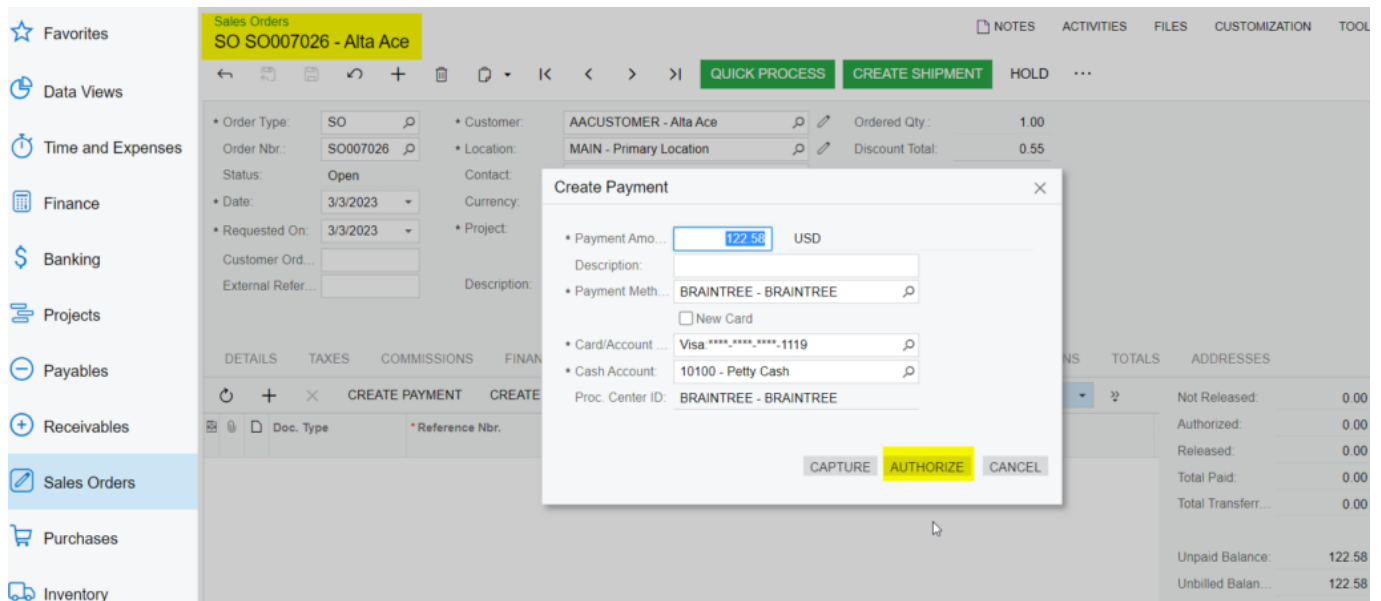 Favorites
Data Views
Time and Expenses
Finance
Banking
Projects
Payables
Receivables
Sales Orders
Purchases
Inventory
Sales Orders
SO SO007026 - Alta Ace
NOTES ACTIVITIES FILES CUSTOMIZATION TOOL
QUICK PROCESS CREATE SHIPMENT HOLD ...
* Order Type: SO * Customer: AACUSTOMER - Alta Ace Ordered Qty.: 1.00
Order Nbr.: SO007026 * Location: MAIN - Primary Location Discount Total: 0.55
Status: Open Contact:
* Date: 3/3/2023 Currency:
* Requested On: 3/3/2023 * Project:
Customer Ord...
External Refer... Description:
Create Payment
* Payment Amo... 122.58 USD
Description:
* Payment Meth... BRAINTREE - BRAINTREE
New Card
* Card/Account ... Visa:****-****-****-1119
* Cash Account: 10100 - Petty Cash
Proc. Center ID: BRAINTREE - BRAINTREE
CAPTURE AUTHORIZE CANCEL
DETAILS TAXES COMMISSIONS FINAN NS TOTALS ADDRESSES
CREATE PAYMENT CREATE
Doc. Type * Reference Nbr.
Not Released: 0.00
Authorized: 0.00
Released: 0.00
Total Paid: 0.00
Total Transferr... 0.00
Unpaid Balance: 122.58
Unbilled Balan... 122.58